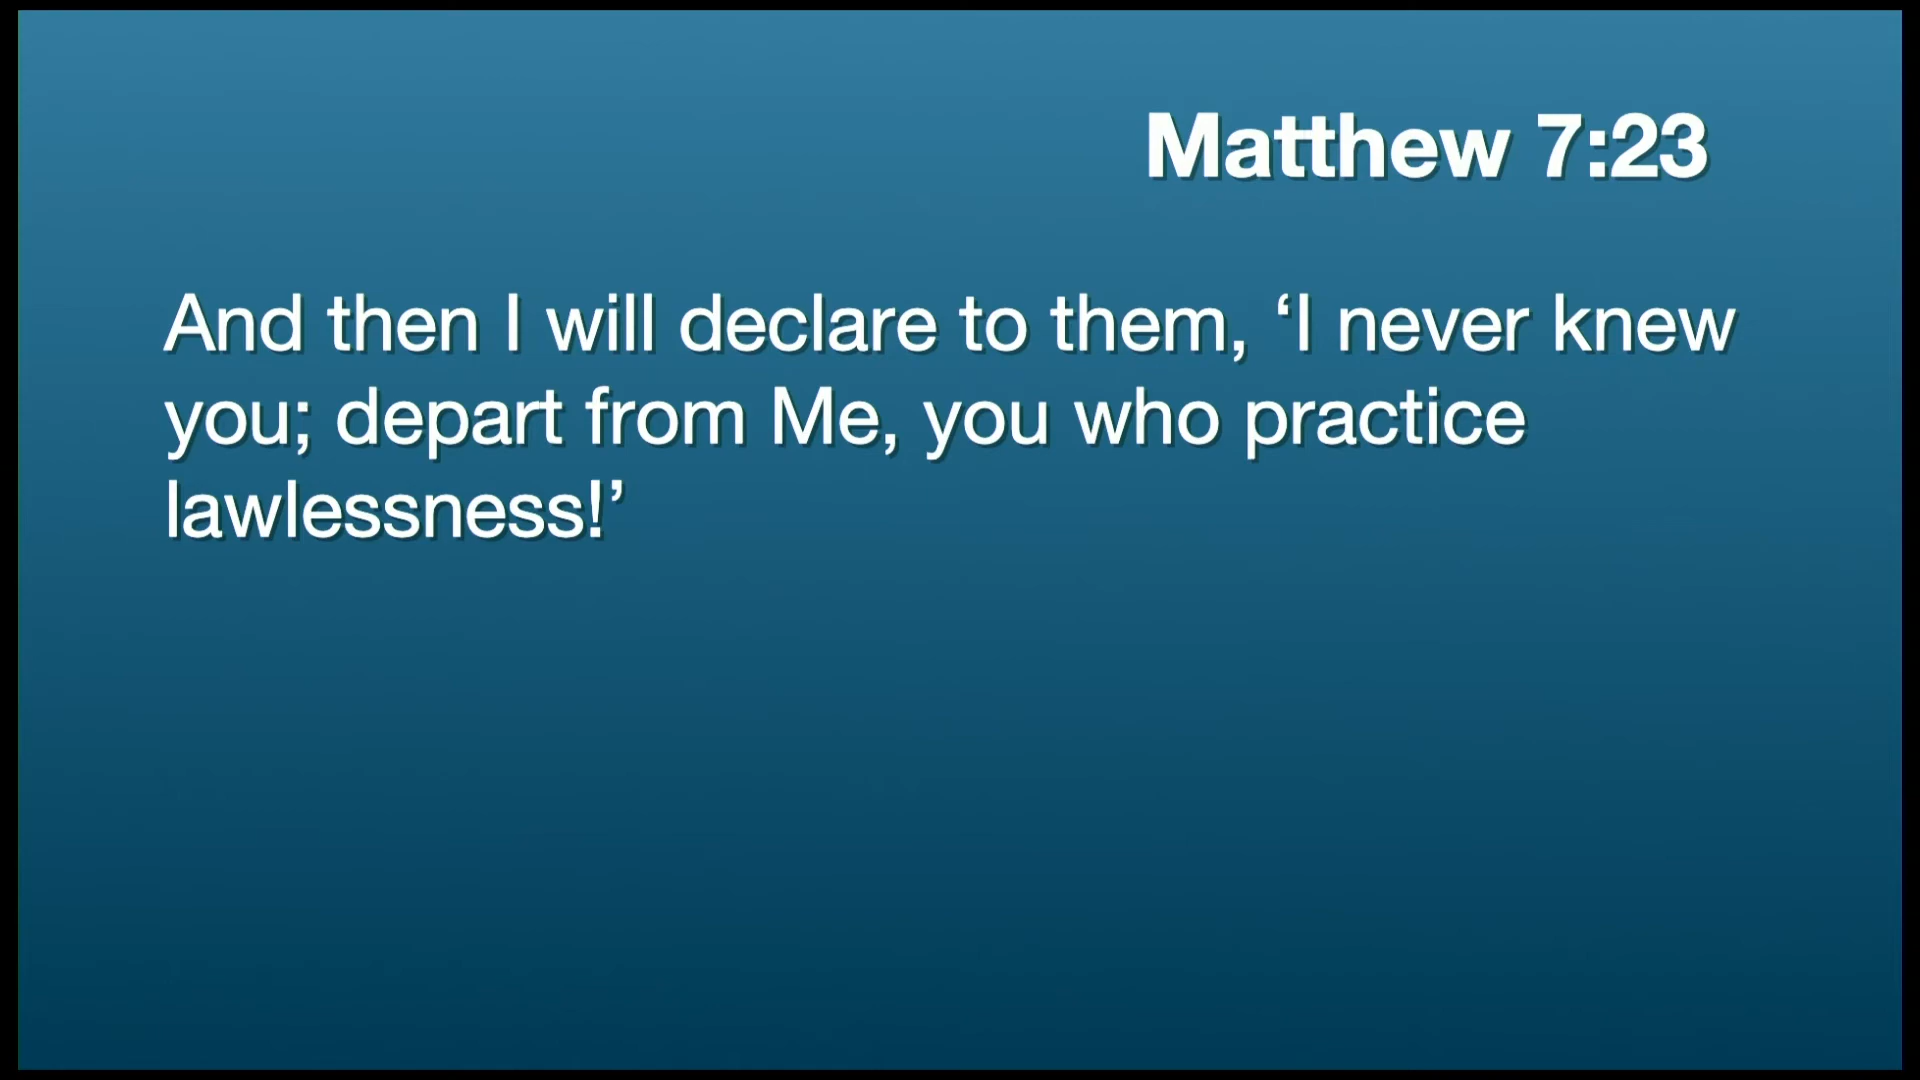 Matthew 7:23
And then I will declare to them, ‘I never knew
you; depart from Me, you who practice
lawlessness!’